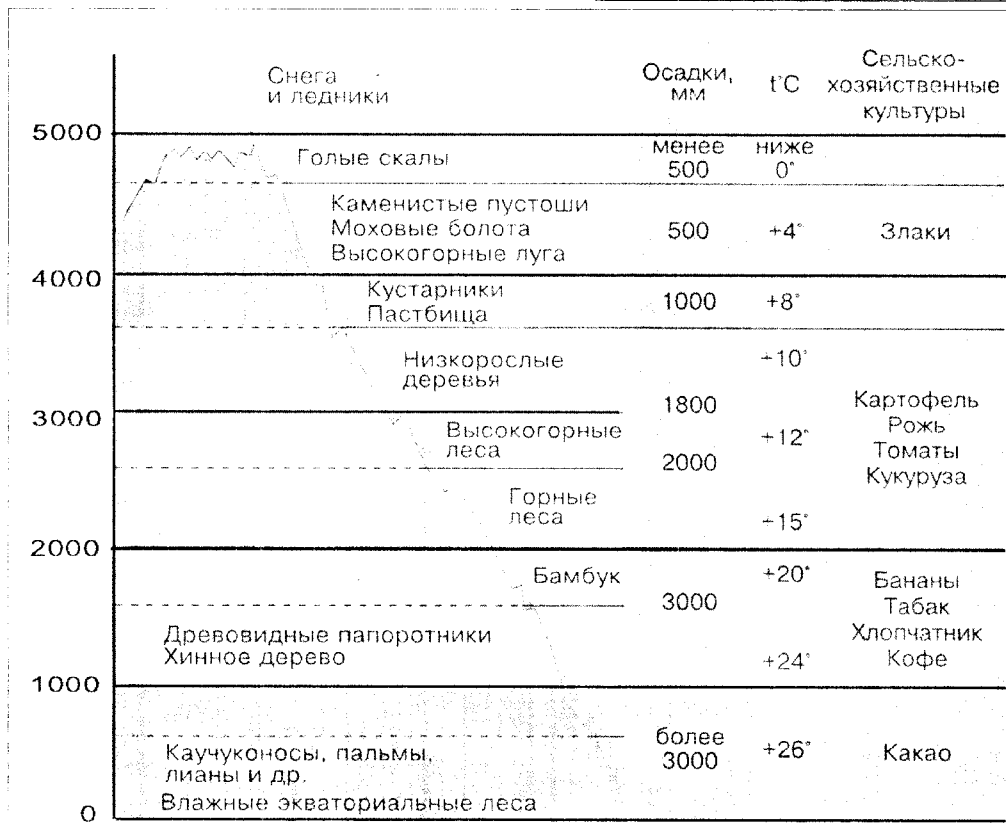 Снега
и ледники
Осадки,
мм
t°C
Сельско-
хозяйственные
культуры
5000
Голые скалы
менее
500
ниже
0°
Каменистые пустоши
Моховые болота
Высокогорные луга
500
+4°
Злаки
4000
Кустарники
Пастбища
1000
+8°
Низкорослые
деревья
+10°
3000
1800
Высокогорные
леса
+12°
2000
Картофель
Рожь
Томаты
Кукуруза
Горные
леса
+15°
2000
Бамбук
+20°
3000
Бананы
Табак
Хлопчатник
Кофе
Древовидные папоротники
Хинное дерево
+24°
1000
Каучуконосы, пальмы,
лианы и др.
более
3000
+26°
Какао
Влажные экваториальные леса
0